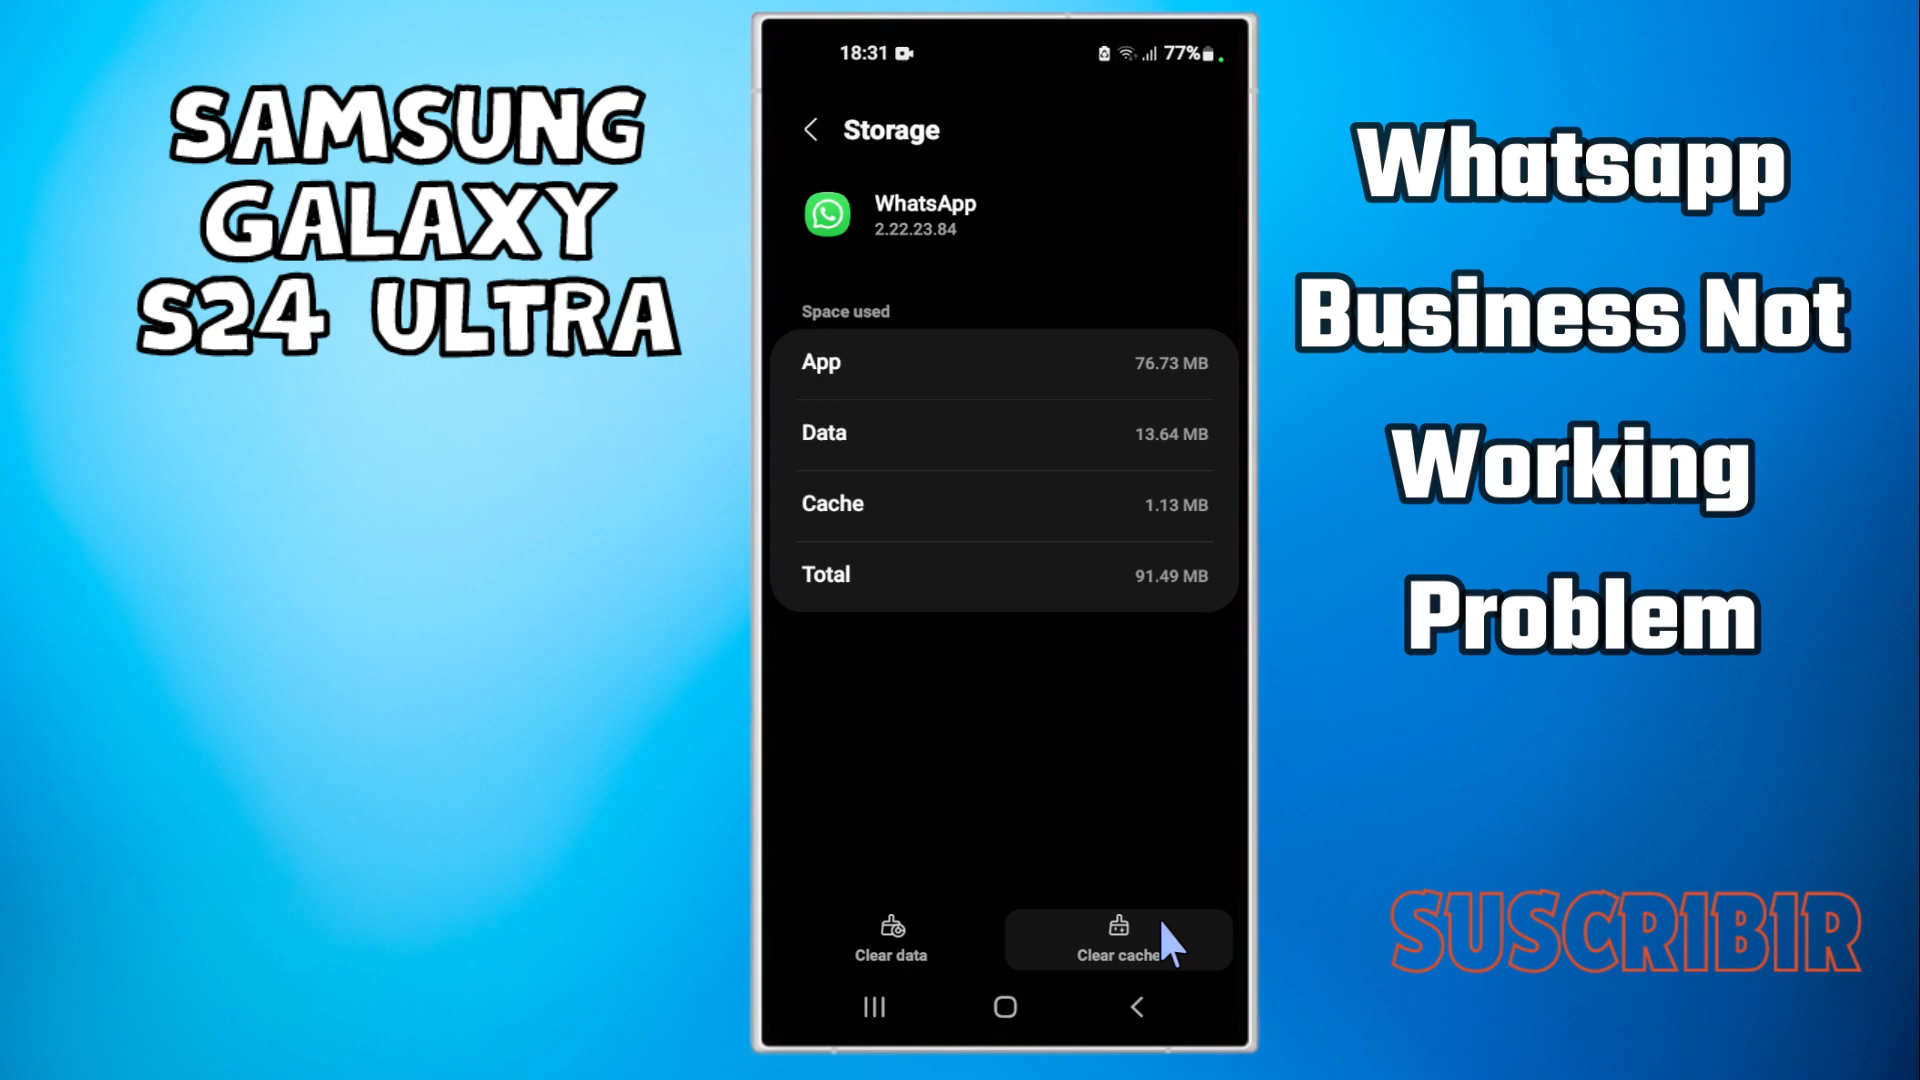 SAMSUNG
GALAXY
S24 ULTRA
18:31
77%
Storage
WhatsApp
2.22.23.84
Space used
App 76.73 MB
Data 13.64 MB
Cache 1.13 MB
Total 91.49 MB
Clear data
Clear cache
Whatsapp
Business Not
Working
Problem
SUSCRIBIR